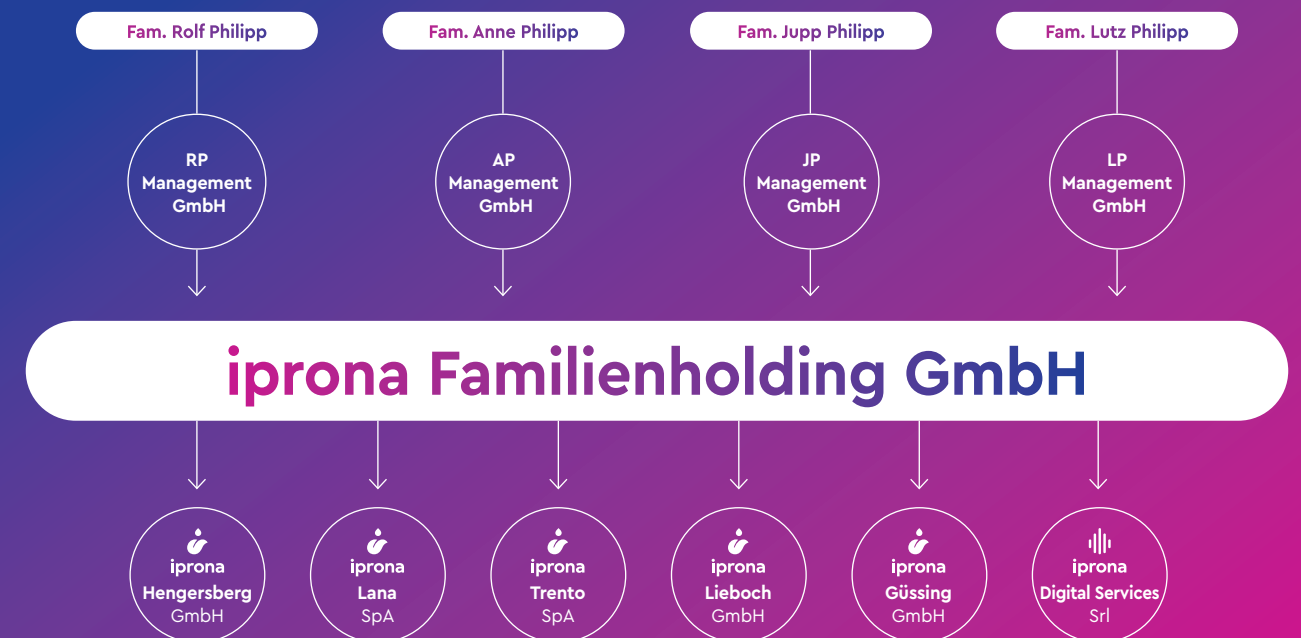 Fam. Rolf Philipp
Fam. Anne Philipp
Fam. Jupp Philipp
Fam. Lutz Philipp
RP
Management
GmbH
AP
Management
GmbH
JP
Management
GmbH
LP
Management
GmbH
iprona Familienholding GmbH
iprona
Hengersberg
GmbH
iprona
Lana
SpA
iprona
Trento
SpA
iprona
Lieboch
GmbH
iprona
Güssing
GmbH
iprona
Digital Services
Srl